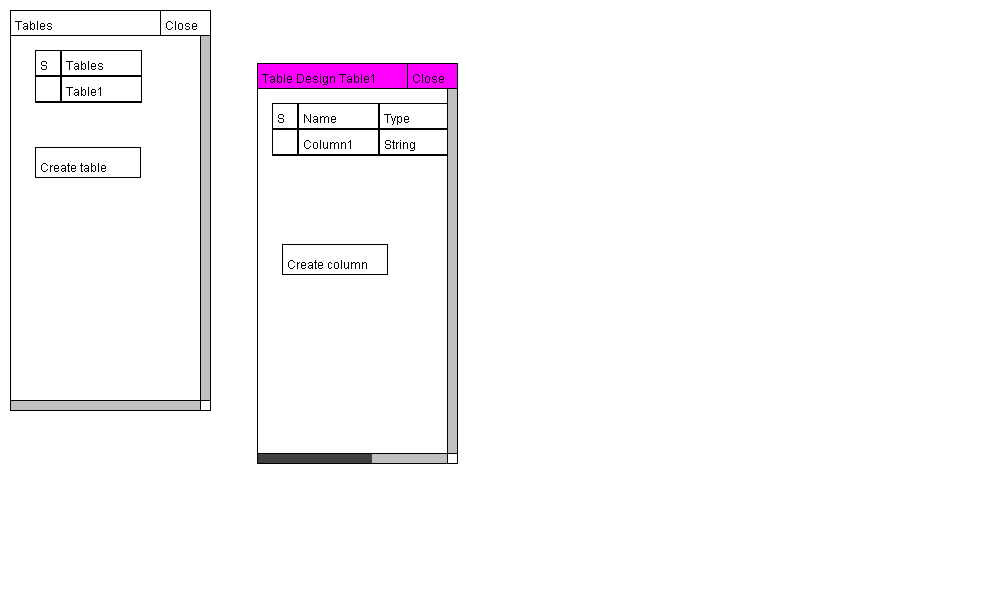 Tables Close
S Tables
Table1
Create table
Table Design Table1 Close
S Name Type
Column1 String
Create column